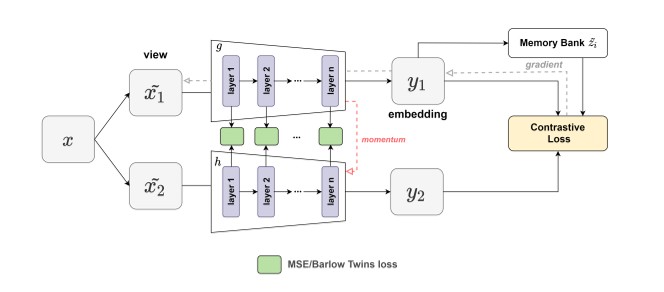 view
g
layer 1
layer 2
...
layer n
x
x̃₁
y₁
embedding
Memory Bank z̃ᵢ
gradient
Contrastive
Loss
...
momentum
h
layer 1
layer 2
...
layer n
x̃₂
y₂
MSE/Barlow Twins loss